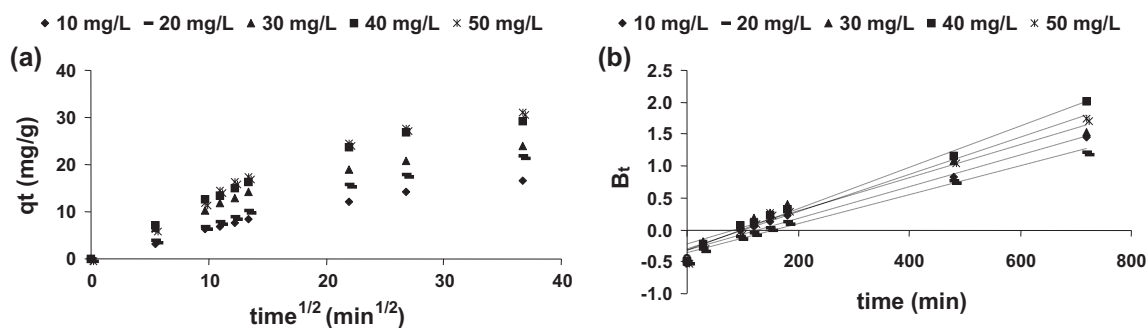 10 mg/L 20 mg/L 30 mg/L 40 mg/L 50 mg/L
(a)
40
30
20
10
0
qt (mg/g)
0 10 20 30 40
time1/2 (min1/2)
10 mg/L 20 mg/L 30 mg/L 40 mg/L 50 mg/L
(b)
2.5
2.0
1.5
1.0
0.5
0.0
-0.5
-1.0
Bt
200 400 600 800
time (min)